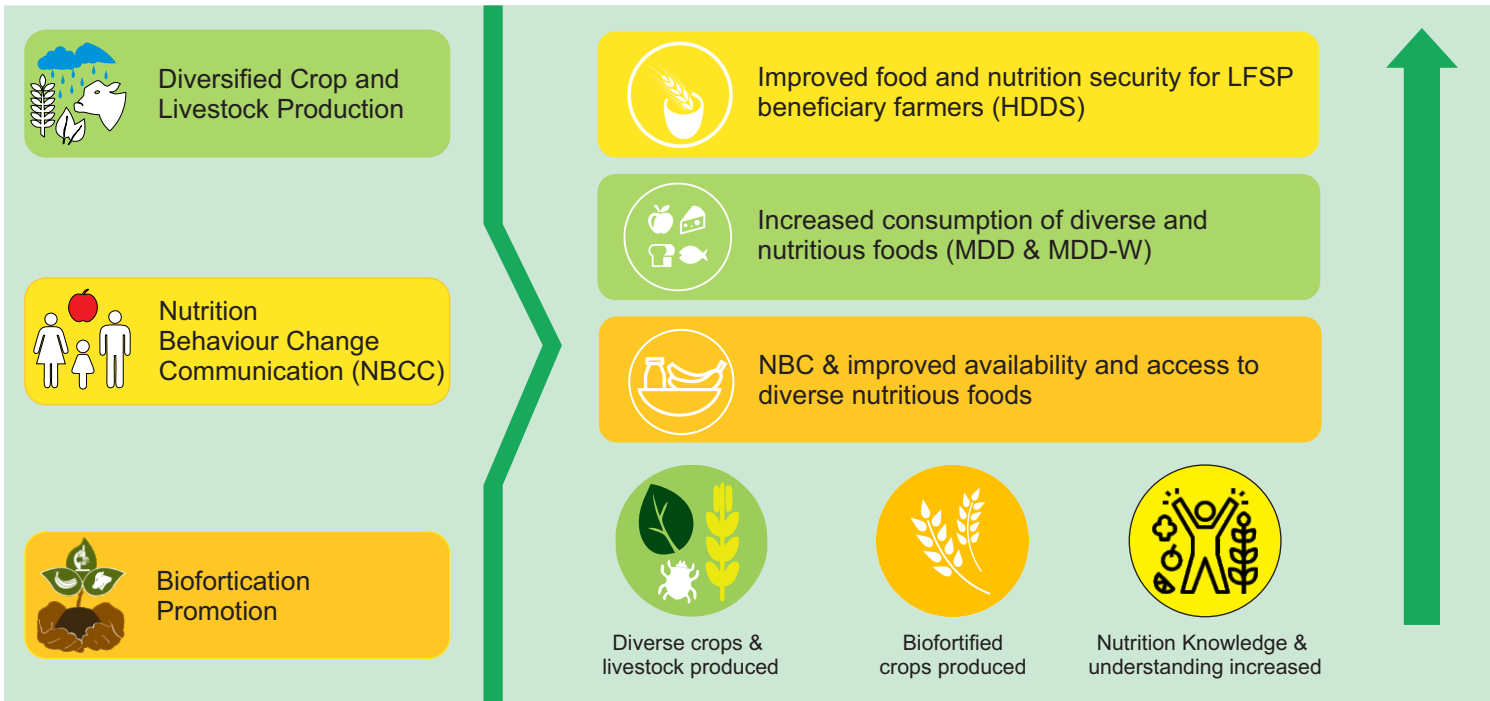 Diversified Crop and
Livestock Production
Nutrition
Behaviour Change
Communication (NBCC)
Biofortication
Promotion
Improved food and nutrition security for LFSP
beneficiary farmers (HDDS)
Increased consumption of diverse and
nutritious foods (MDD & MDD-W)
NBC & improved availability and access to
diverse nutritious foods
Diverse crops &
livestock produced
Biofortified
crops produced
Nutrition Knowledge &
understanding increased